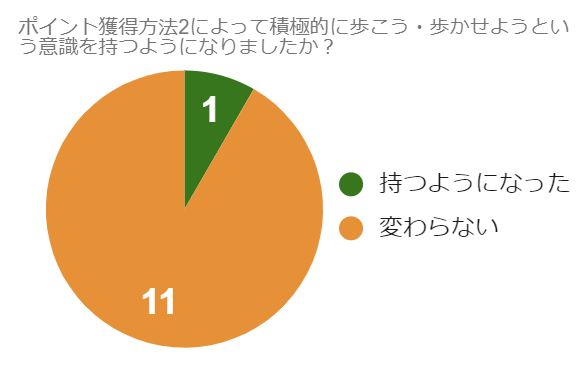 ポイント獲得方法2によって積極的に歩こう・歩かせようとい
う意識を持つようになりましたか？
1
持つようになった
変わらない
11